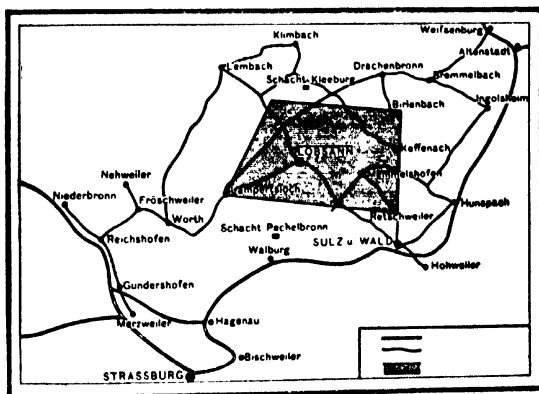 Weißenburg
Klimbach
Altenstadt
Lembach
Drachenbronn
Schacht Kleeburg
Bremmelbach
Ingolsheim
Birlenbach
Keffenach
LOBSANN
Memmelshofen
Nehweiler
Lampertsloch
Niederbronn
Fröschweiler
Hunspach
Wörth
Retschweiler
Schacht Pechelbronn
Reichshofen
SULZ u WALD
Walburg
Hohweiler
Gundershofen
Merzweiler
Hagenau
Bischweiler
STRASSBURG